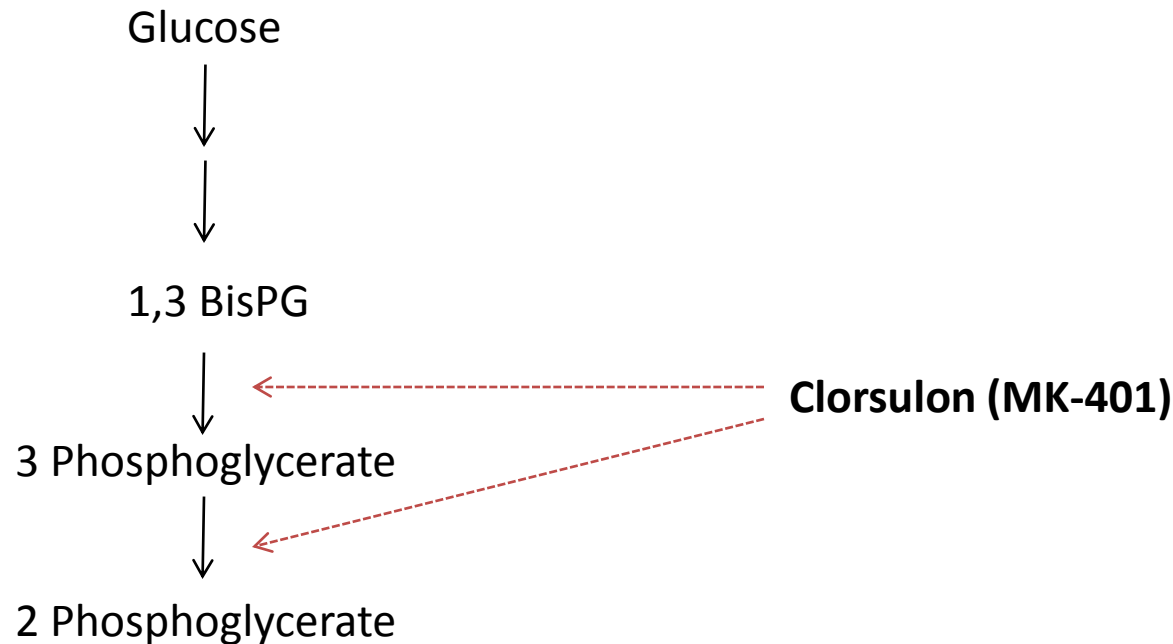 Glucose
1,3 BisPG
Clorsulon (MK-401)
3 Phosphoglycerate
2 Phosphoglycerate